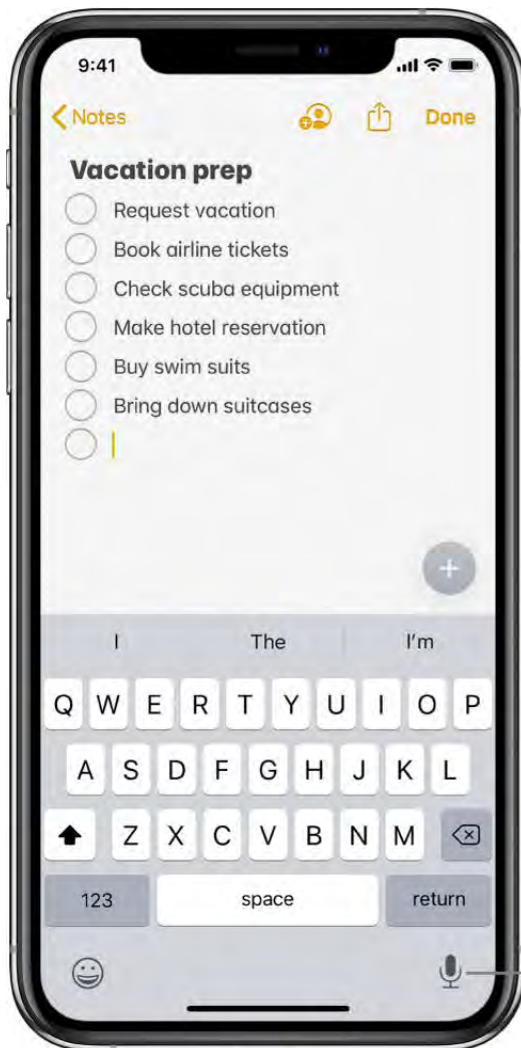 9:41
Notes
Done
Vacation prep
Request vacation
Book airline tickets
Check scuba equipment
Make hotel reservation
Buy swim suits
Bring down suitcases
I The I'm
Q W E R T Y U I O P
A S D F G H J K L
Z X C V B N M
123 space return